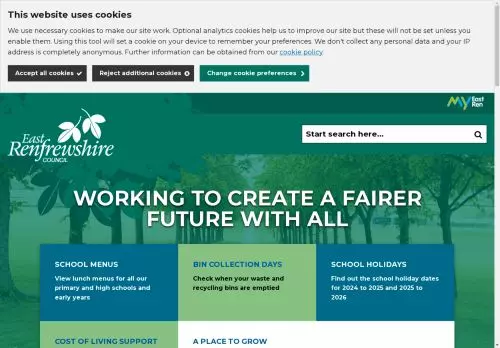 This website uses cookies
We use necessary cookies to make our site work. Optional analytics cookies help us to improve our site but these will not be set unless you
enable them. Using this tool will set a cookie on your device to remember your preferences. We don't collect any personal data and your IP
address is completely anonymous. Further information can be obtained from our cookie policy
Accept all cookies
Reject additional cookies
Change cookie preferences
My East Ren
East
Renfrewshire
COUNCIL
Start search here...
WORKING TO CREATE A FAIRER
FUTURE WITH ALL
SCHOOL MENUS
View lunch menus for all our
primary and high schools and
early years
BIN COLLECTION DAYS
Check when your waste and
recycling bins are emptied
SCHOOL HOLIDAYS
Find out the school holiday dates
for 2024 to 2025 and 2025 to
2026
COST OF LIVING SUPPORT
A PLACE TO GROW